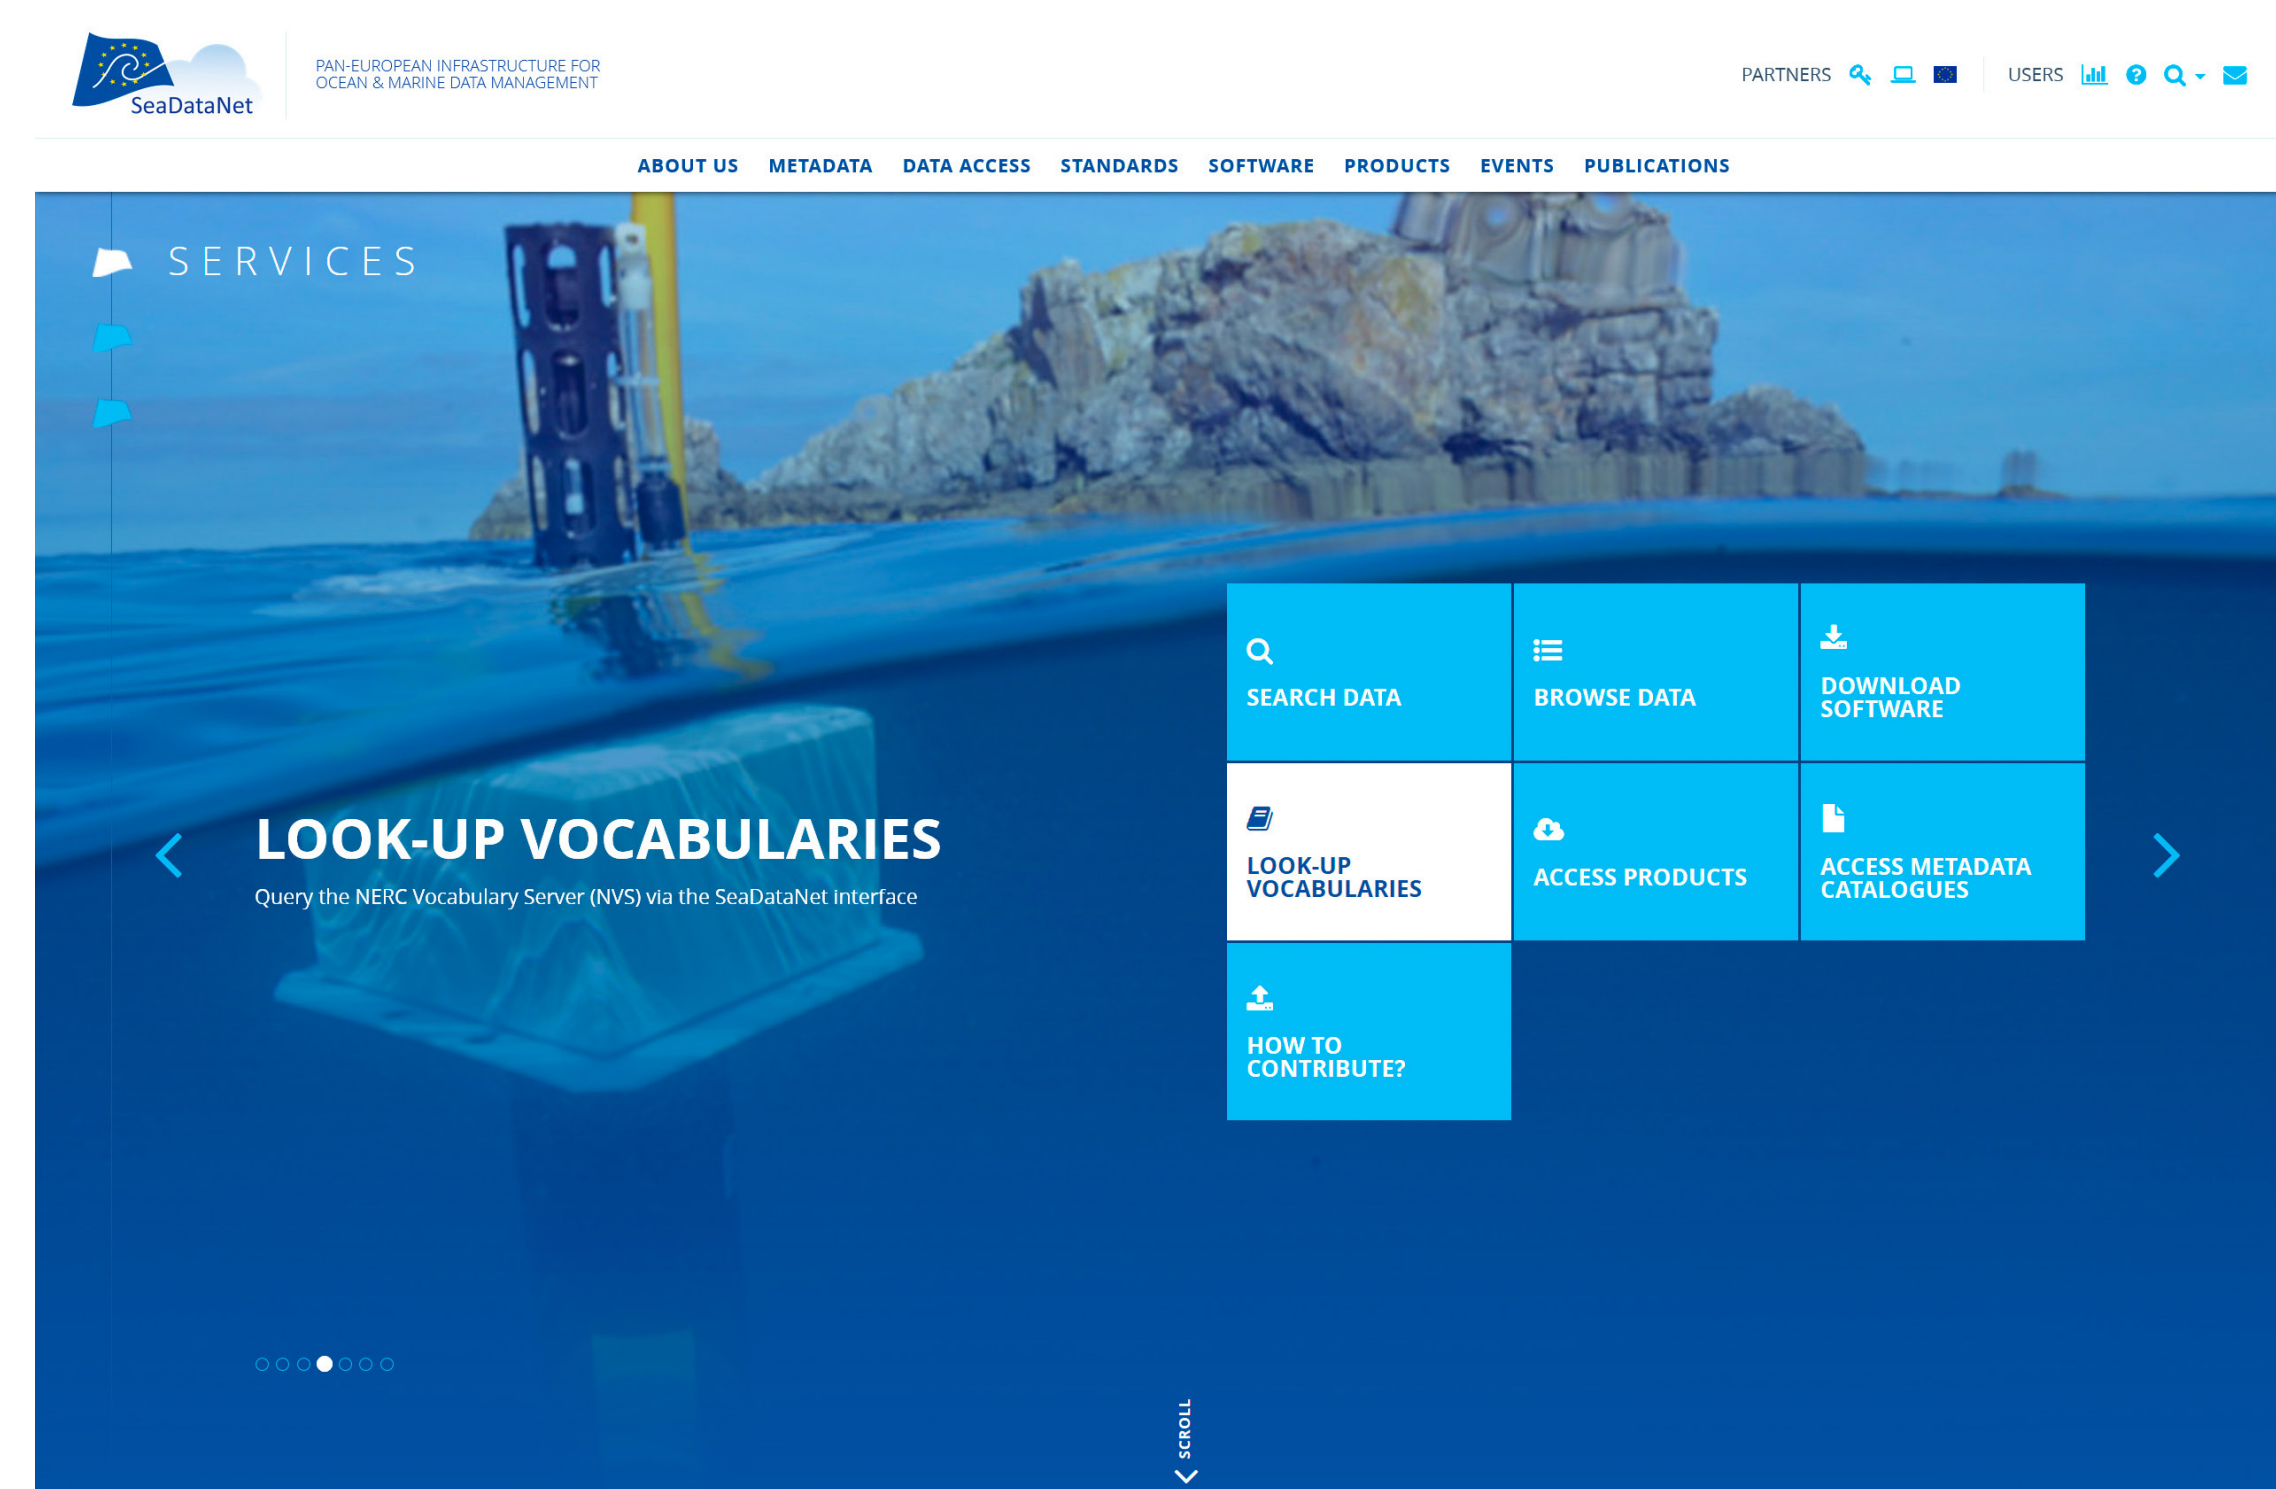 SeaDataNet
PAN-EUROPEAN INFRASTRUCTURE FOR
OCEAN & MARINE DATA MANAGEMENT
PARTNERS
USERS
ABOUT US METADATA DATA ACCESS STANDARDS SOFTWARE PRODUCTS EVENTS PUBLICATIONS
SERVICES
SEARCH DATA
BROWSE DATA
DOWNLOAD
SOFTWARE
LOOK-UP VOCABULARIES
Query the NERC Vocabulary Server (NVS) via the SeaDataNet interface
LOOK-UP
VOCABULARIES
ACCESS PRODUCTS
ACCESS METADATA
CATALOGUES
HOW TO
CONTRIBUTE?
SCROLL